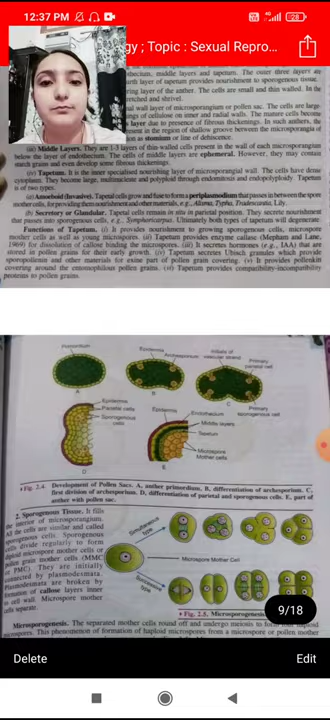 12:37 PM
4G
28
gy ; Topic : Sexual Repro...
othecium, middle layers and tapetum. The outer three layers are
urth layer of tapetum provides nourishment to sporogenous tissue.
ring layer of the anther. The cells are small and thin walled. In the
renched and shrivel.
wall layer of microsporangium or pollen sac. The cells are large
ings of cellulose on inner and radial walls. The mature cells become
layer due to presence of fibrous thickenings. In such anthers, the
present in the region of shallow groove between the microsporangia of
ion as stomium or line of dehiscence.
Middle Layers. They are 1-3 layers of thin-walled cells present in the wall of each microsporangium
below the layer of endothecium. The cells of middle layers are ephemeral. However, they may contain
starch grains and even develop some fibrous thickenings.
(iv) Tapetum. It is the inner specialised nourishing layer of microsporangial wall. The cells have dense
cytoplasm. They become large, multinucleate and polyploid through endomitosis and endopolyploidy. Tapetum
is of two types.
(a) Amoeboid (Invasive). Tapetal cells grow and fuse to form a periplasmodium that passes in between the spore
mother cells for providing them nourishment and other materials, e.g., Alisma, Typha, Tradescantia, Lily.
(b) Secretory or Glandular. Tapetal cells remain in situ in parietal position. They secrete nourishment
that passes into sporogenous cells, e.g., Symphoricarpus. Ultimately both types of tapetum will degenerate.
Functions of Tapetum. (i) It provides nourishment to growing sporogenous cells, microspore
mother cells as well as young microspores. (ii) Tapetum provides enzyme callase (Mepham and Lane,
1969) for dissolution of callose binding the microspores. (iii) It secretes hormones (e.g., IAA) that are
stored in pollen grains for their early growth. (iv) Tapetum secretes Ubisch granules which provide
sporopollenin and other materials for exine part of pollen grain covering. (v) It provides pollenkitt
covering around the entomophilous pollen grains. (vi) Tapetum provides compatibility-incompatibility
proteins to pollen grains.
Primordium
Epidermis
Archesporium
Initials of
vascular strand
Primary
parietal cell
A
B
C
Primary
sporogenous cell
Epidermis
Parietal cells
Sporogenous
cells
D
Epidermis
Endothecium
Middle layers
Tapetum
Microspore
Mother cells
E
• Fig. 2.4. Development of Pollen Sacs. A. anther primordium. B, differentiation of archesporium. C,
first division of archesporium. D, differentiation of parietal and sporogenous cells. E, part of
anther with pollen sac.
2. Sporogenous Tissue. It fills
the interior of microsporangium.
All the cells are similar and called
sporogenous cells. Sporogenous
cells divide regularly to form
diploid microspore mother cells or
pollen grain mother cells (MMC
or PMC). They are initially
connected by plasmodesmata.
Plasmodesmata are broken by
formation of callose layers inner
to cell wall. Microspore mother
cells separate.
Simultaneous
type
Microspore Mother Cell
Successive
type
• Fig. 2.5. Microsporogenesis
9/18
Microsporogenesis. The separated mother cells round off and undergo meiosis to form four haploid
microspores. This phenomenon of formation of haploid microspores from a microspore or pollen mother
Delete
Edit